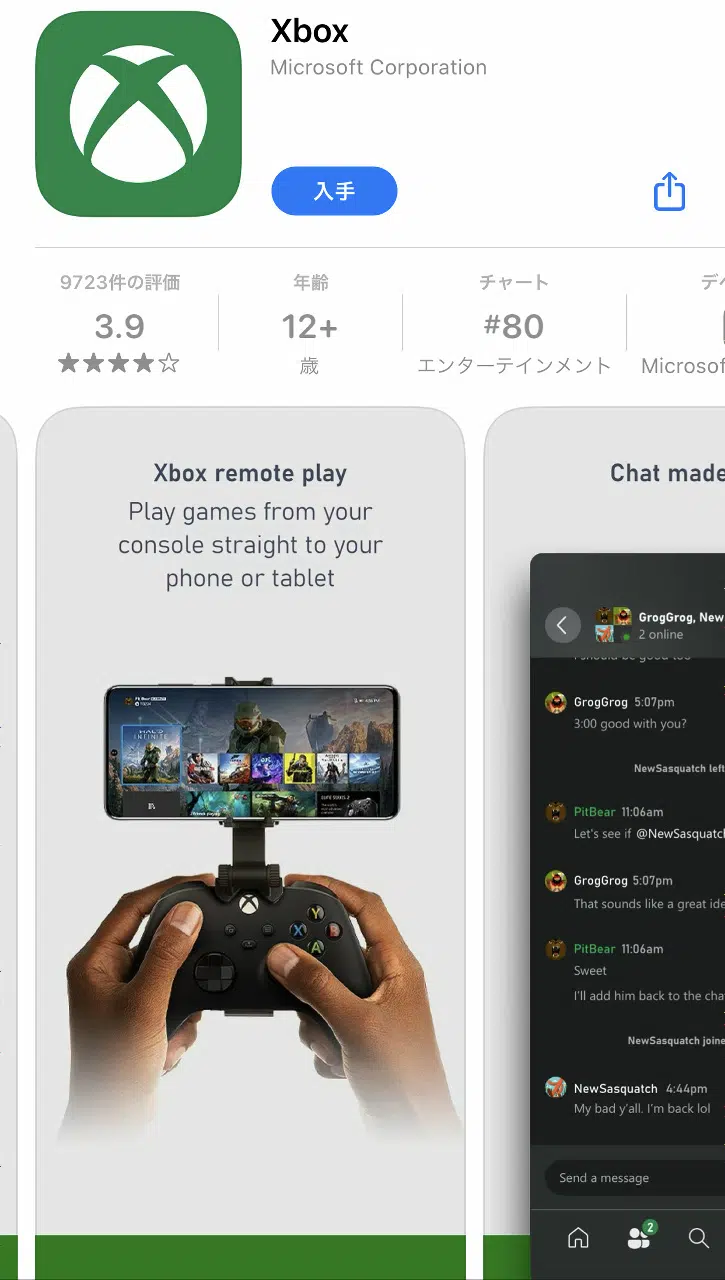 Xbox
Microsoft Corporation
入手
9723件の評価
3.9
年齢
12+
歳
チャート
#80
エンターテインメント
デベ
Microsof
Xbox remote play
Play games from your
console straight to your
phone or tablet
HALO
INFINITE
Y
X
B
A
Chat made
GrogGrog, New
2 online
GrogGrog 5:07pm
3:00 good with you?
NewSasquatch left
PitBear 11:06am
Let's see if @NewSasquatch
GrogGrog 5:07pm
That sounds like a great ide
PitBear 11:06am
Sweet
I'll add him back to the cha
NewSasquatch joine
NewSasquatch 4:44pm
My bad y'all. I'm back lol
Send a message
2